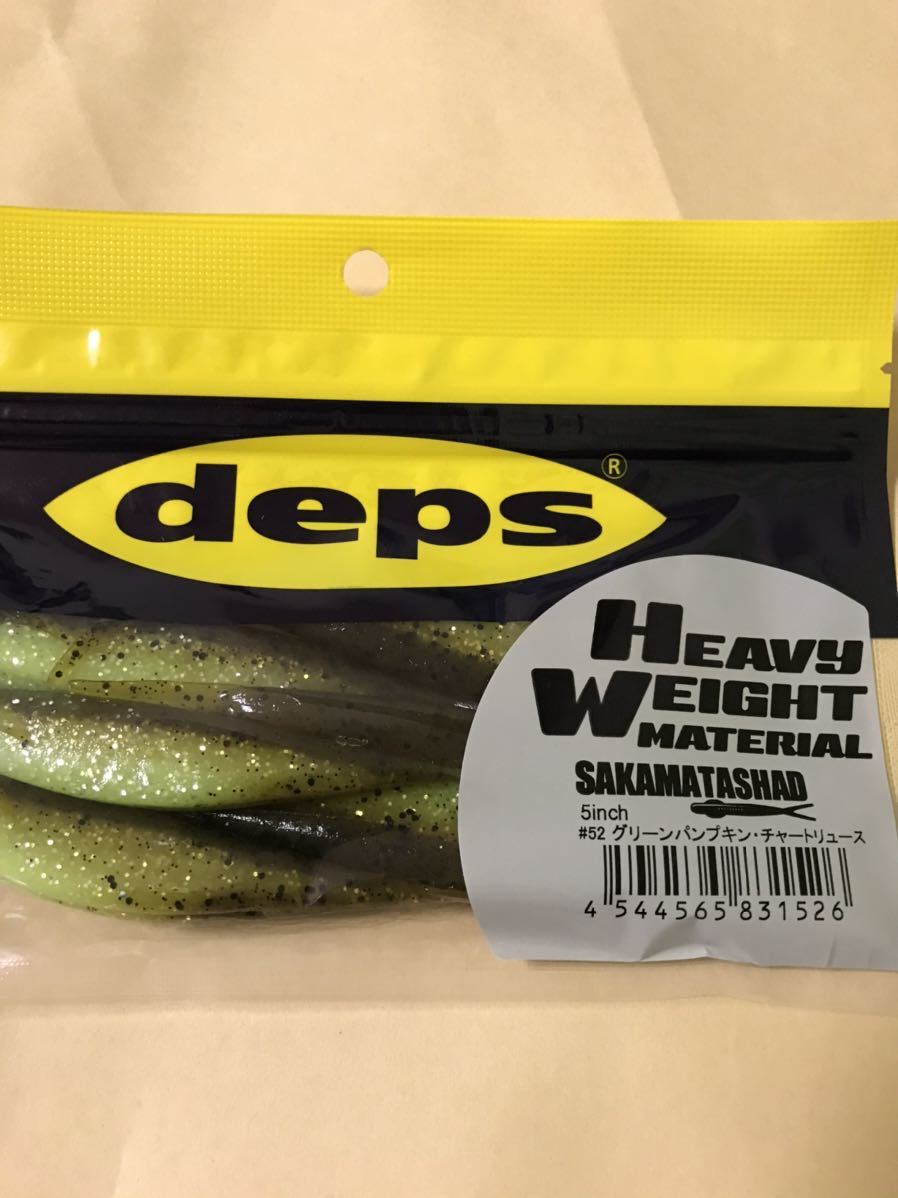 deps®
HEAVY
WEIGHT
MATERIAL
SAKAMATASHAD
5inch
#52 グリーンパンプキン・チャートリュース
4 544565 831526